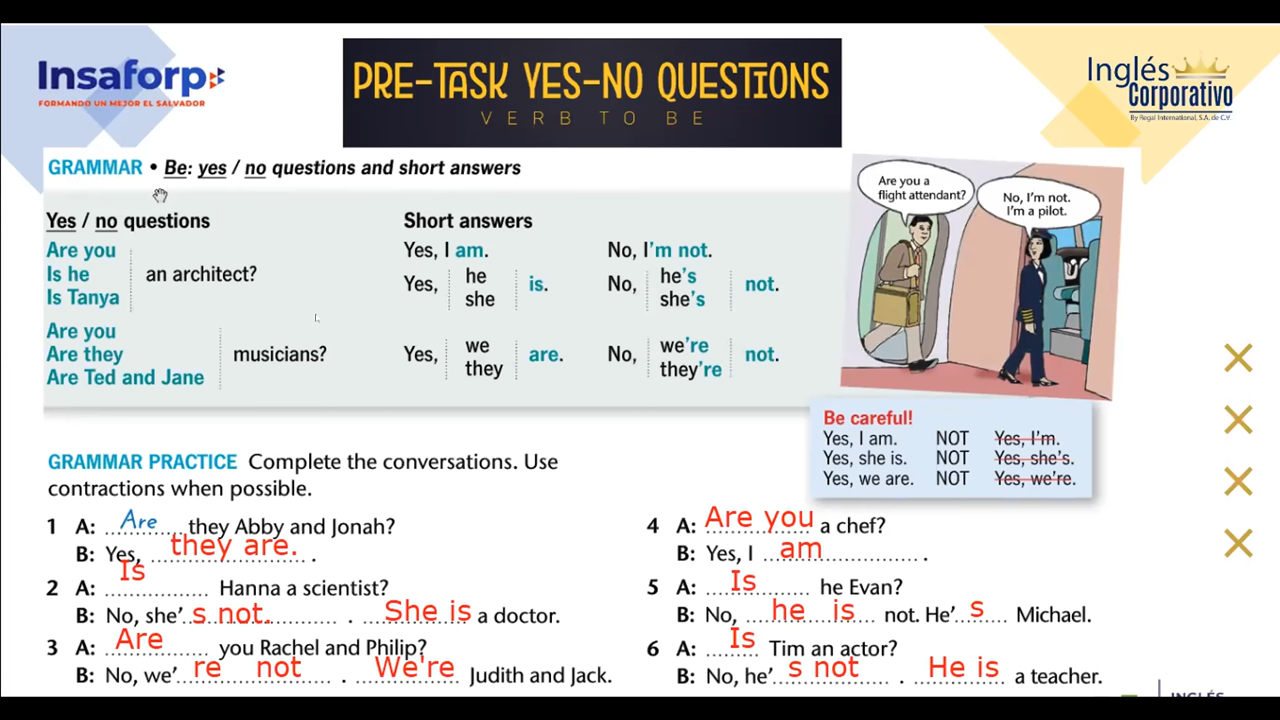 Insaforp
FORMANDO UN MEJOR EL SALVADOR
PRE-TASK YES-NO QUESTIONS
VERB TO BE
Inglés
Corporativo
By Regal International, S.A. de C.V.
GRAMMAR • Be: yes / no questions and short answers
Yes / no questions
Are you
Is he
Is Tanya
an architect?
Are you
Are they
Are Ted and Jane
musicians?
Short answers
Yes, I am.
No, I'm not.
Yes,
he
she
is.
No,
he's
she's
not.
Yes,
we
they
are.
No,
we're
they're
not.
Are you a
flight attendant?
No, I'm not.
I'm a pilot.
Be careful!
Yes, I am. NOT Yes, I'm.
Yes, she is. NOT Yes, she's.
Yes, we are. NOT Yes, we're.
GRAMMAR PRACTICE Complete the conversations. Use
contractions when possible.
1 A: Are they Abby and Jonah?
B: Yes, they are. .
2 A: Is Hanna a scientist?
B: No, she's not. . She is a doctor.
3 A: Are you Rachel and Philip?
B: No, we're not . We're Judith and Jack.
4 A: Are you a chef?
B: Yes, I am .
5 A: Is he Evan?
B: No, he is not. He's Michael.
6 A: Is Tim an actor?
B: No, he's not . He is a teacher.